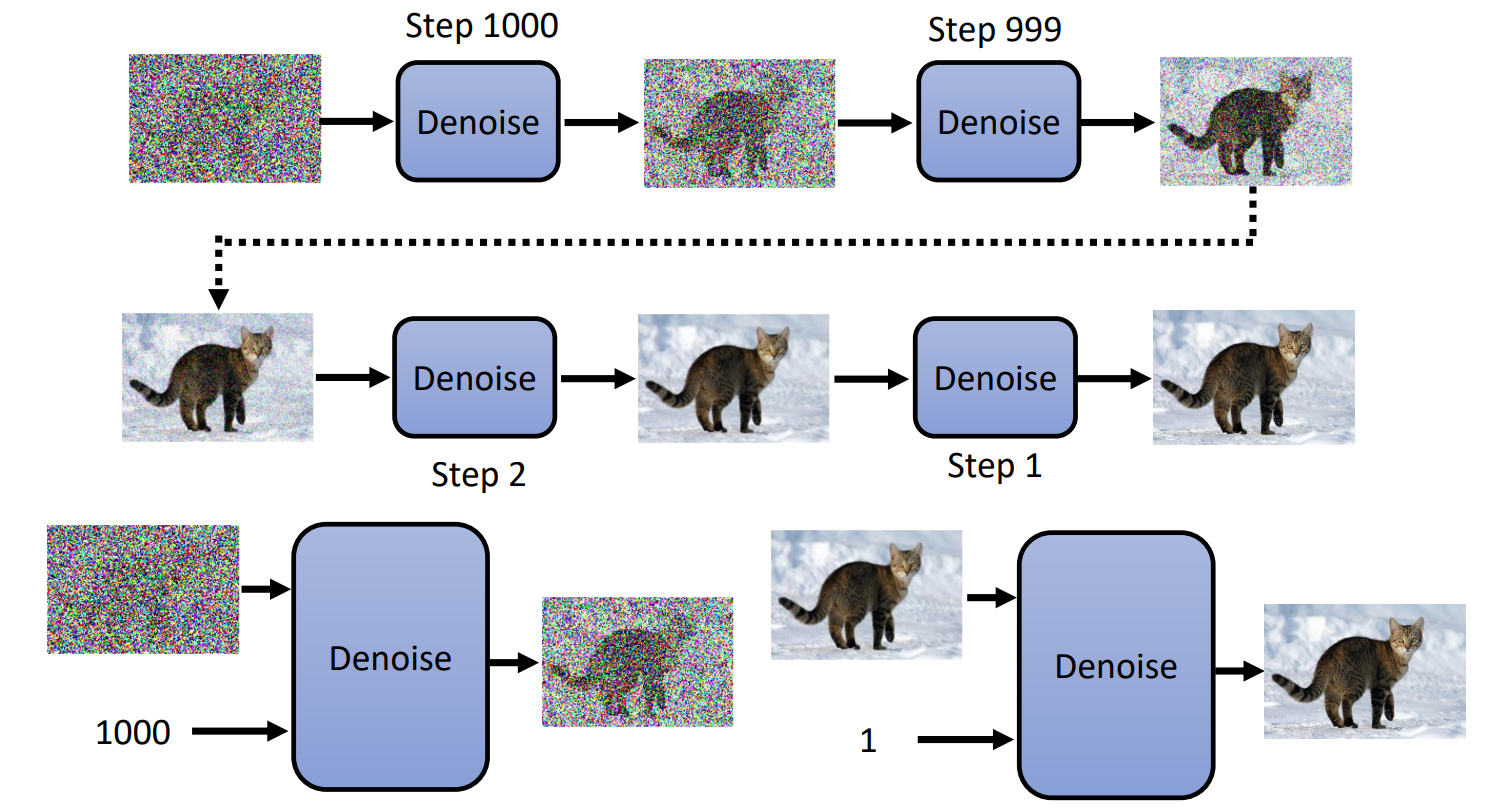 Step 1000
Step 999
Denoise
Denoise
Denoise
Denoise
Step 2
Step 1
Denoise
Denoise
1000
1